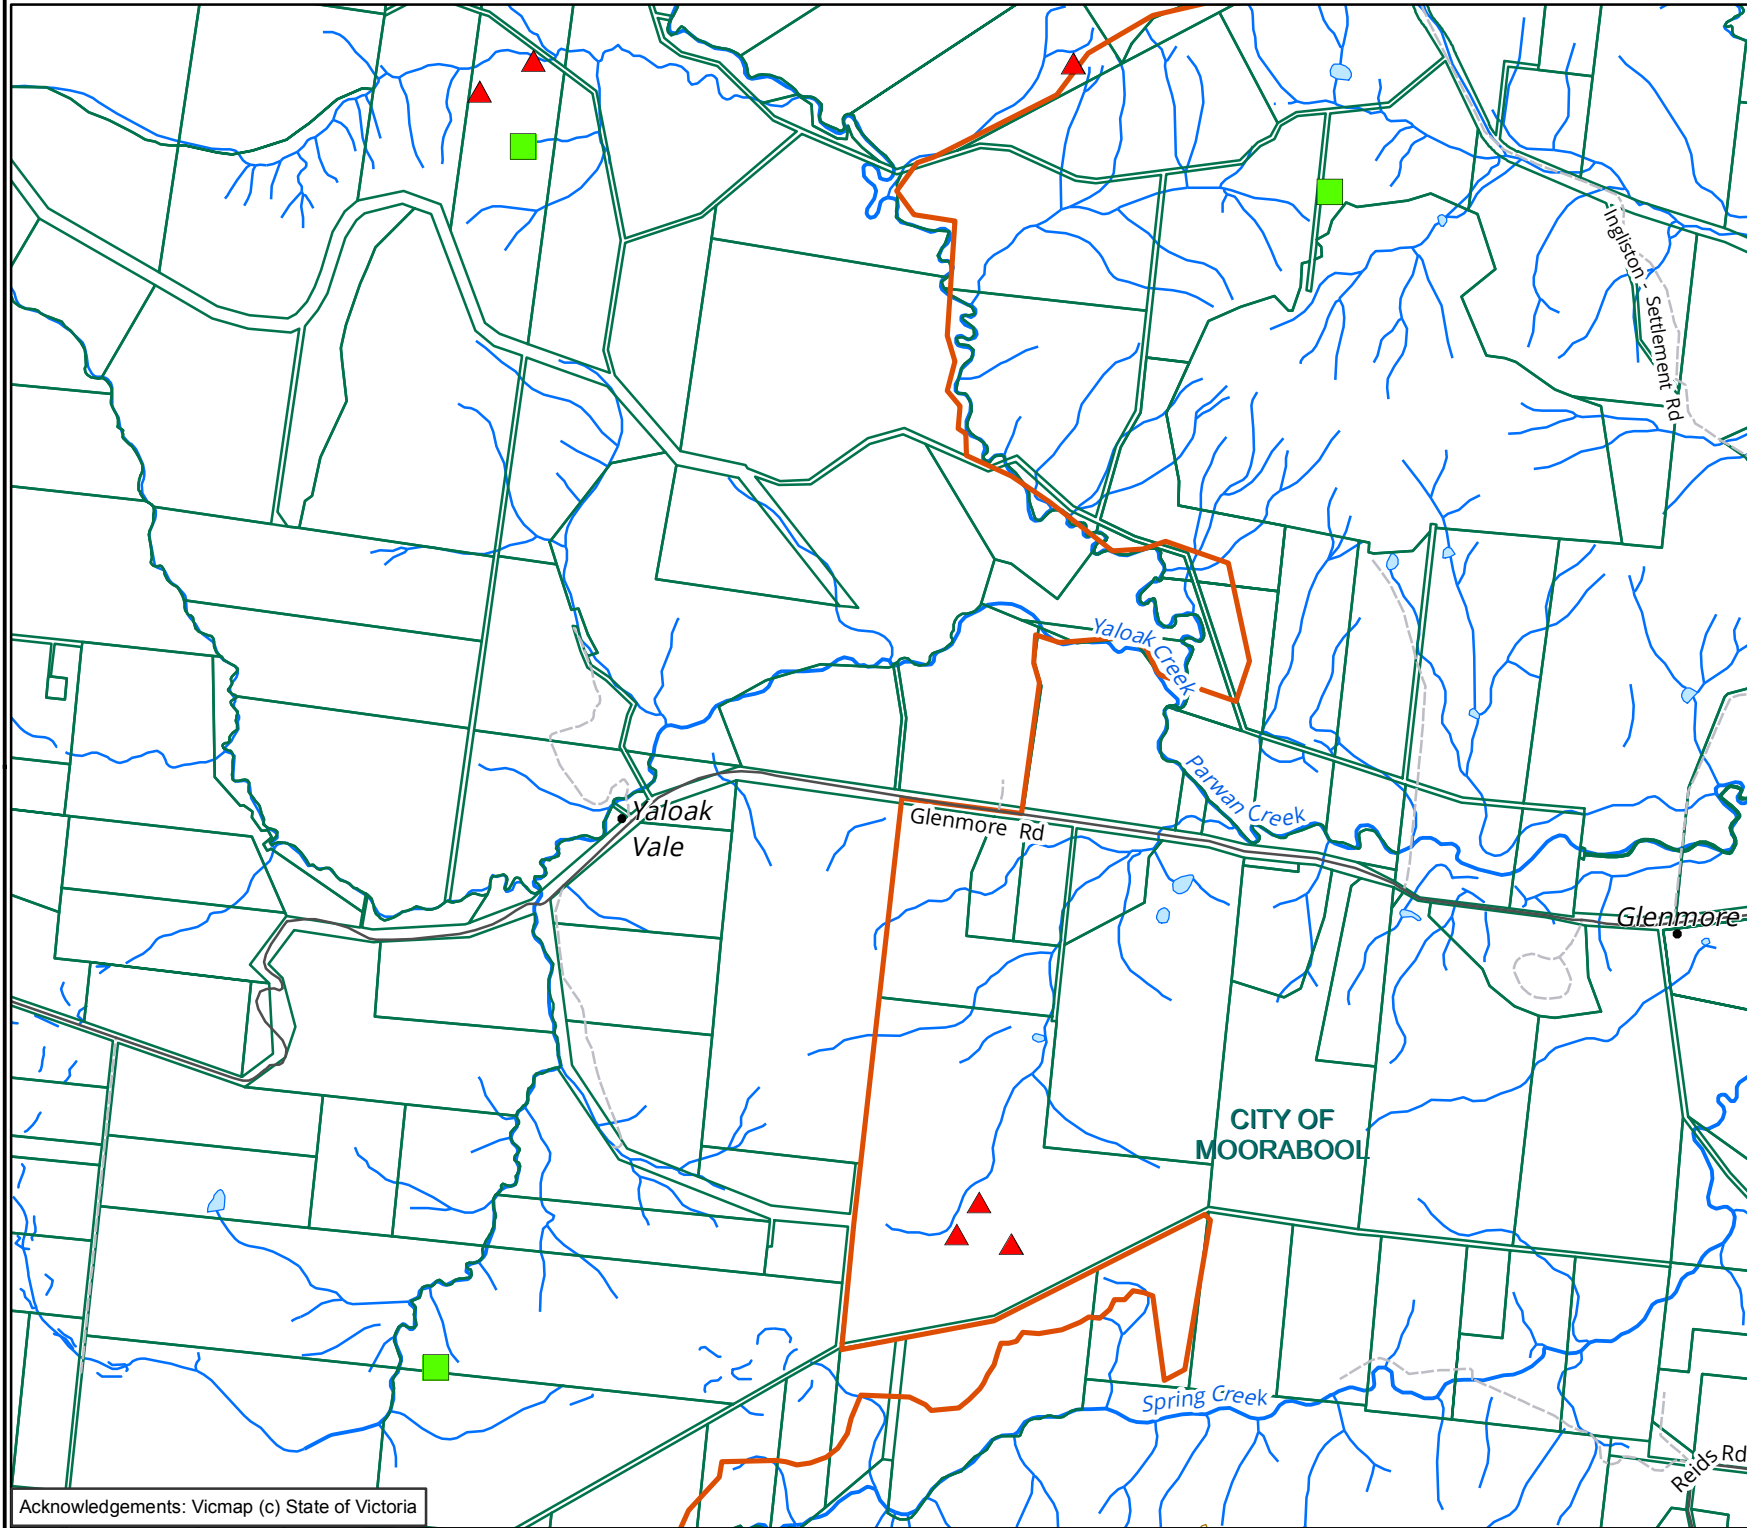 Ingliston - Settlement Rd
Yaloak Creek
Parwan Creek
Yaloak
Vale
Glenmore Rd
Glenmore
CITY OF
MOORABOOL
Spring Creek
Reids Rd
Acknowledgements: Vicmap (c) State of Victoria